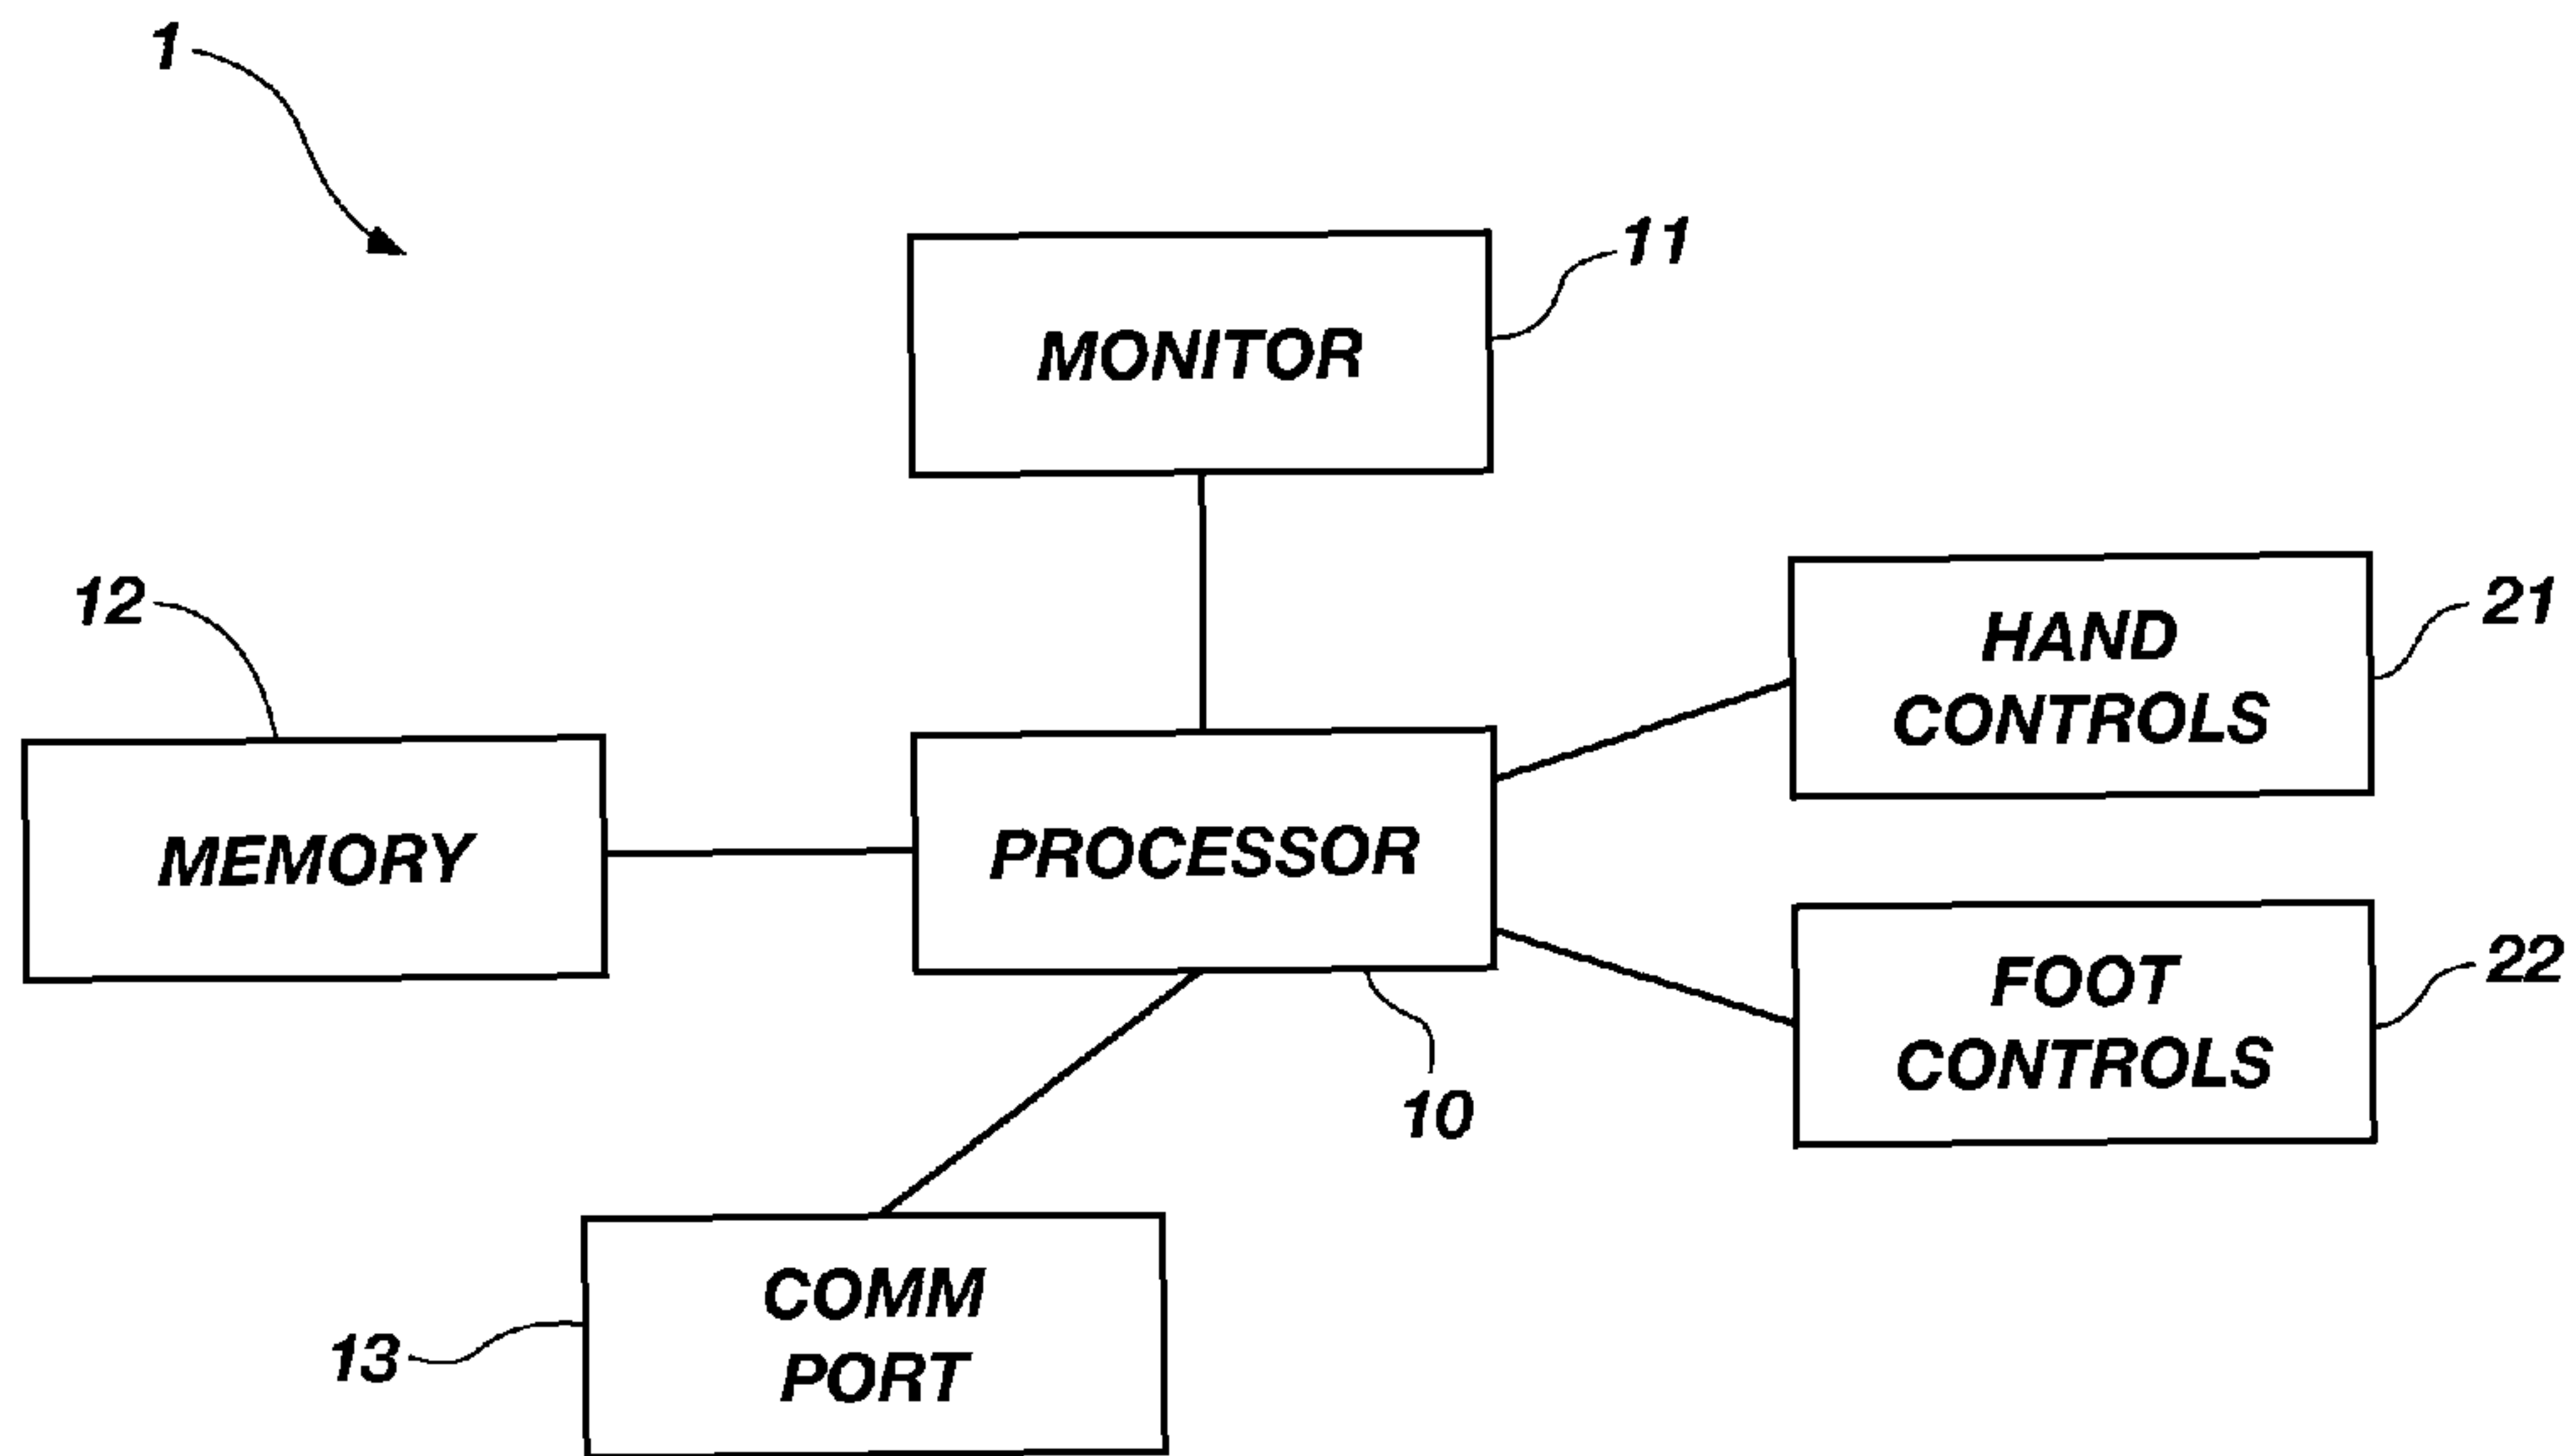 1
11
MONITOR
12
21
HAND
CONTROLS
MEMORY
PROCESSOR
22
FOOT
CONTROLS
10
13
COMM
PORT